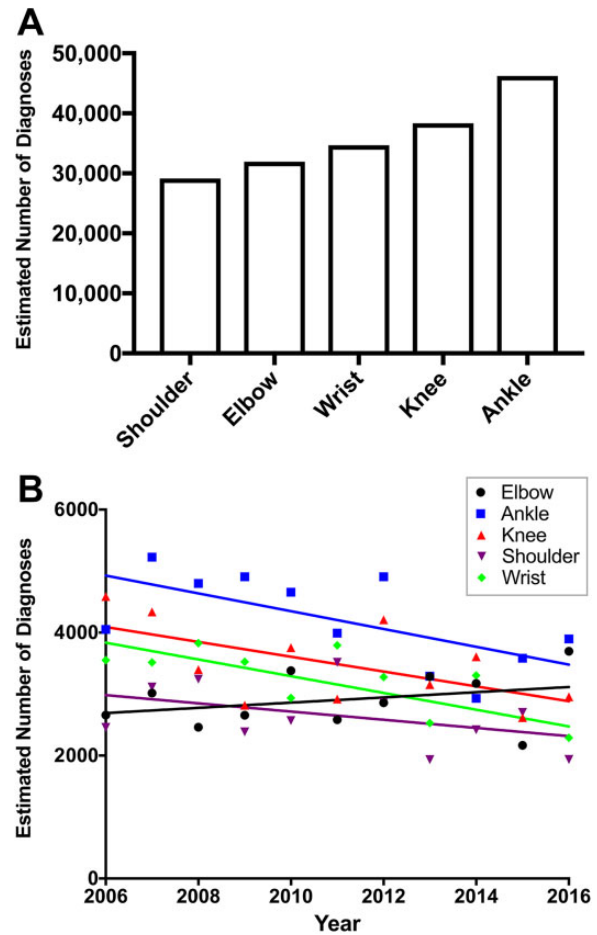 A
Estimated Number of Diagnoses
50,000
40,000
30,000
20,000
10,000
0
Shoulder
Elbow
Wrist
Knee
Ankle
B
Estimated Number of Diagnoses
6000
4000
2000
0
Elbow
Ankle
Knee
Shoulder
Wrist
2006 2008 2010 2012 2014 2016
Year